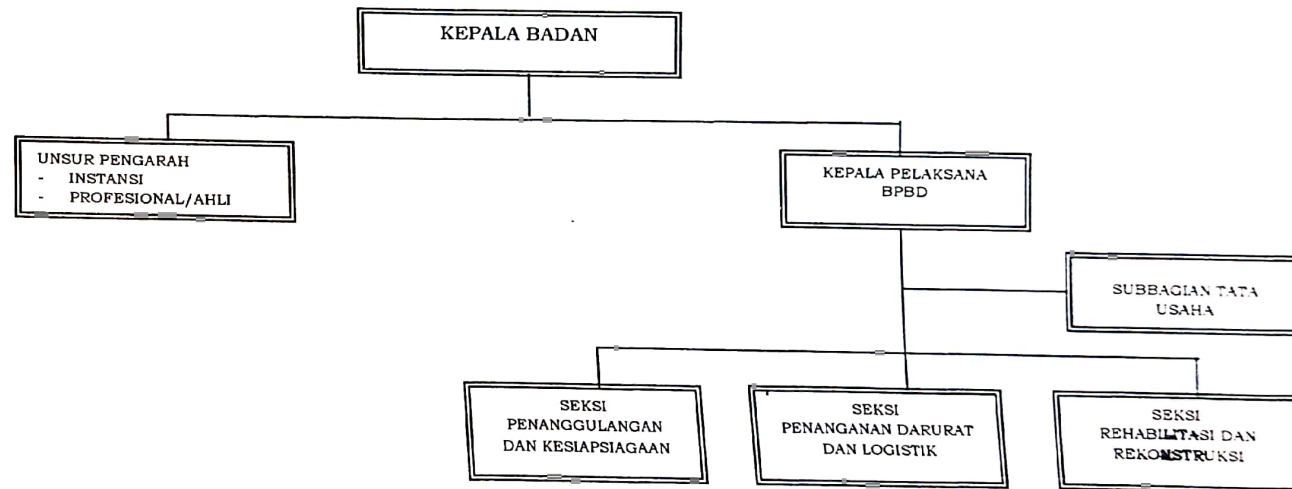 KEPALA BADAN
UNSUR PENGARAH
- INSTANSI
- PROFESIONAL/AHLI
KEPALA PELAKSANA
BPBD
SUBBAGIAN TATA
USAHA
SEKSI
PENANGGULANGAN
DAN KESIAPSIAGAAN
SEKSI
PENANGANAN DARURAT
DAN LOGISTIK
SEKSI
REHABILITASI DAN
REKONSTRUKSI